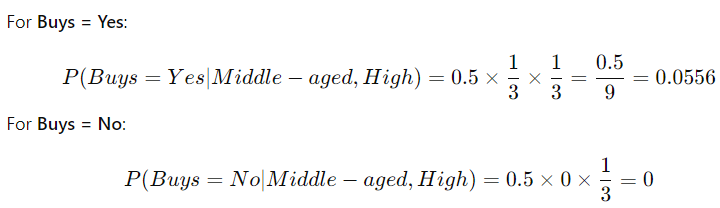 For Buys = Yes:
P(Buys = Yes|Middle − aged, High) = 0.5 × 1/3 × 1/3 = 0.5/9 = 0.0556
For Buys = No:
P(Buys = No|Middle − aged, High) = 0.5 × 0 × 1/3 = 0